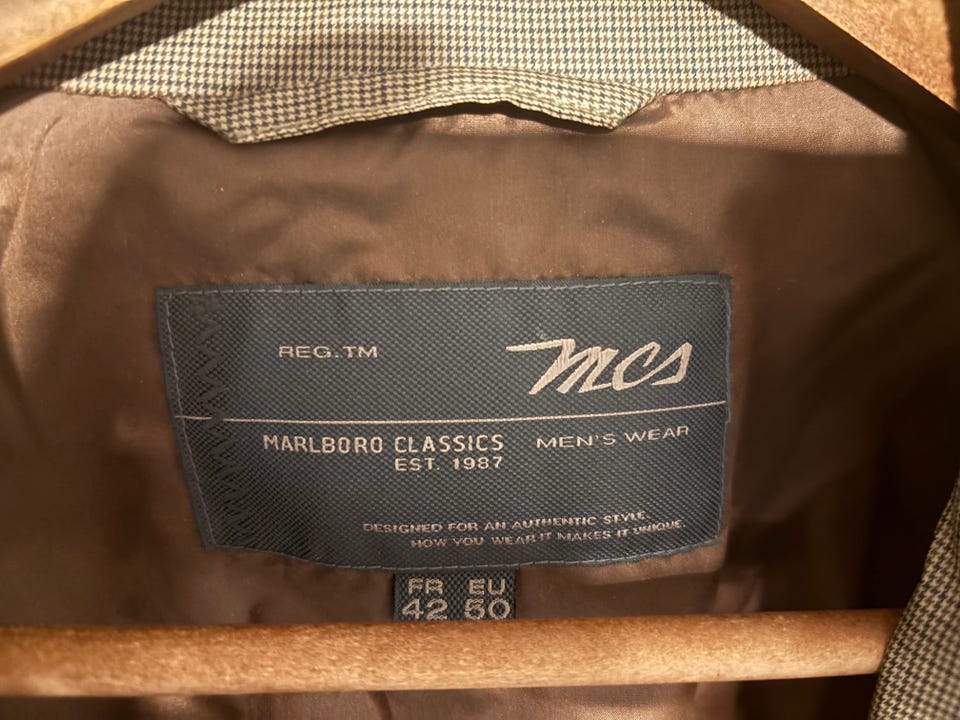 REG.TM
mcs
MARLBORO CLASSICS
MEN'S WEAR
EST. 1987
DESIGNED FOR AN AUTHENTIC STYLE.
HOW YOU WEAR IT MAKES IT UNIQUE.
FR EU
42 50